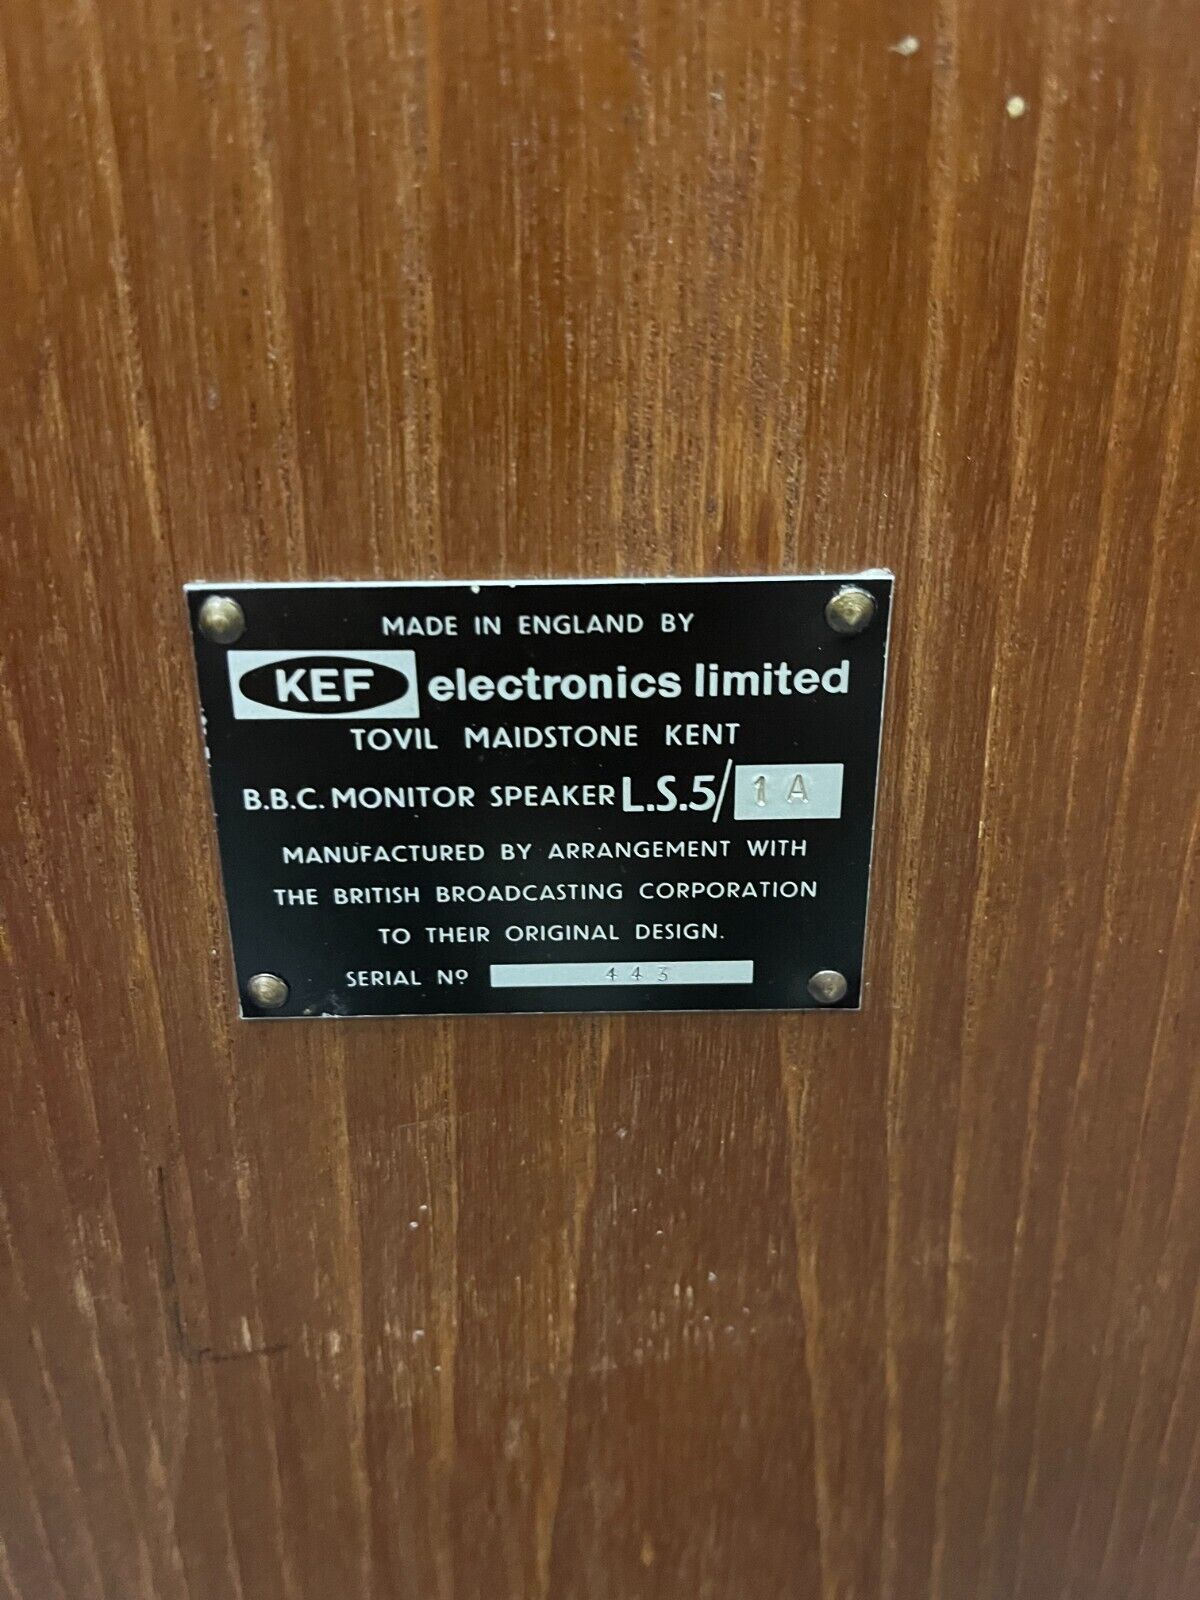 MADE IN ENGLAND BY
KEF electronics limited
TOVIL MAIDSTONE KENT
B.B.C. MONITOR SPEAKER L.S.5/1A
MANUFACTURED BY ARRANGEMENT WITH
THE BRITISH BROADCASTING CORPORATION
TO THEIR ORIGINAL DESIGN.
SERIAL Nº 443